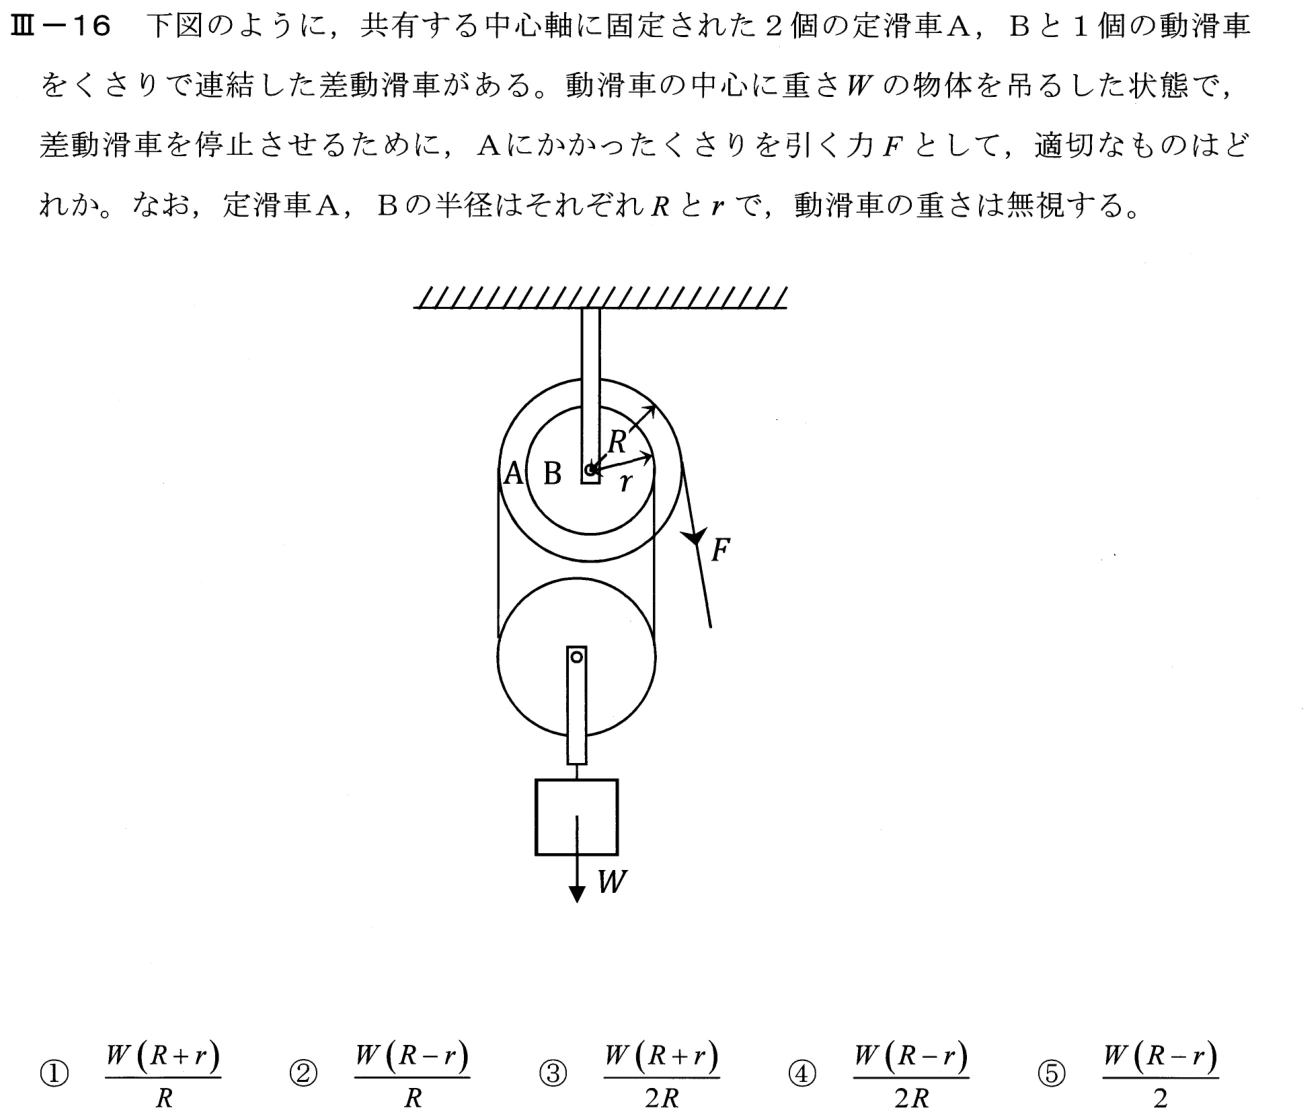 Ⅲ－16　下図のように，共有する中心軸に固定された２個の定滑車Ａ，Ｂと１個の動滑車
をくさりで連結した差動滑車がある。動滑車の中心に重さWの物体を吊るした状態で，
差動滑車を停止させるために，Ａにかかったくさりを引く力Fとして，適切なものはど
れか。なお，定滑車Ａ，Ｂの半径はそれぞれRとrで，動滑車の重さは無視する。
R
A B
r
F
W
① W(R+r)/R ② W(R−r)/R ③ W(R+r)/2R ④ W(R−r)/2R ⑤ W(R−r)/2